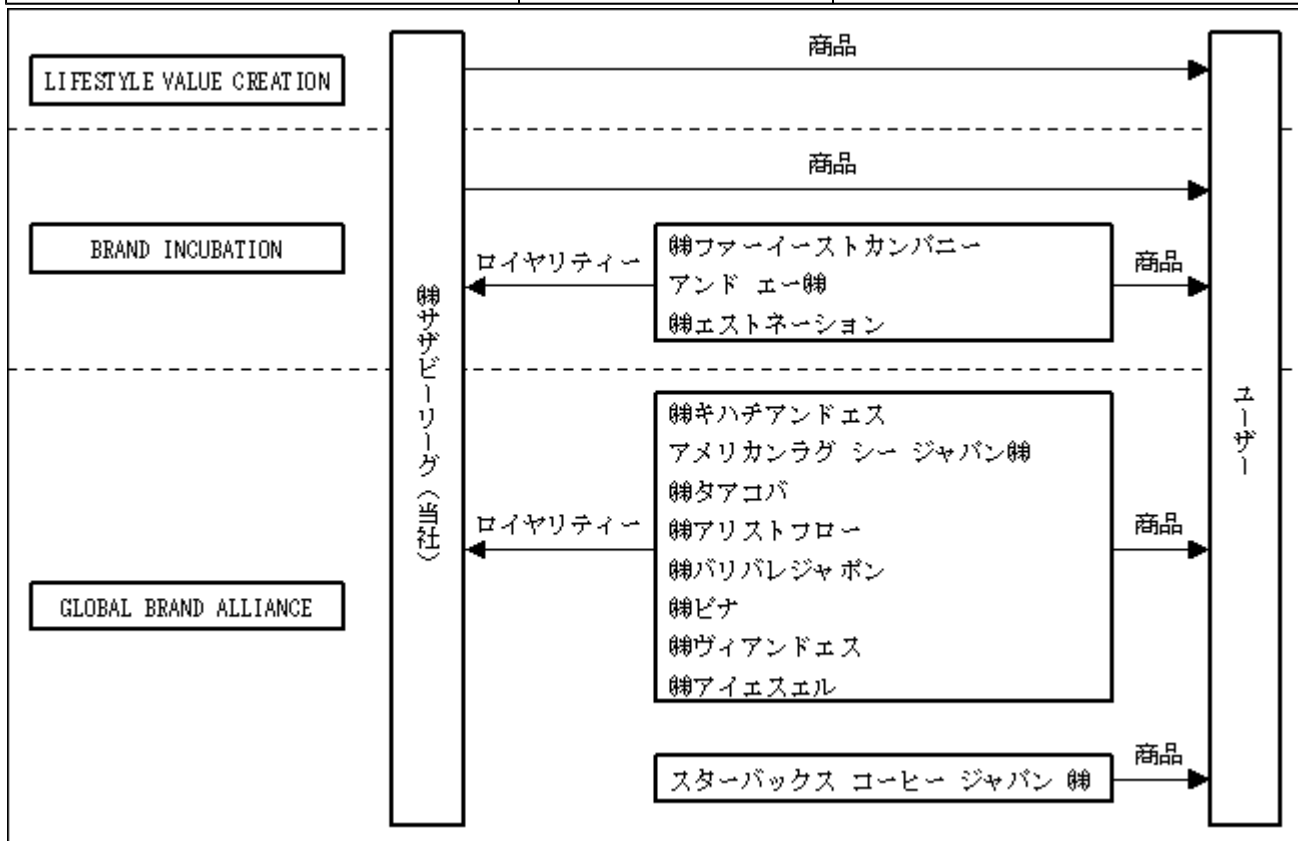 LIFESTYLE VALUE CREATION
商品
BRAND INCUBATION
商品
ロイヤリティー
㈱ファーイーストカンパニー
アンド エー㈱
㈱エストネーション
商品
㈱サザビーリーグ（当社）
ユーザー
GLOBAL BRAND ALLIANCE
ロイヤリティー
㈱キハチアンドエス
アメリカンラグ シー ジャパン㈱
㈱タアコバ
㈱アリストフロー
㈱バリバレジャポン
㈱ピナ
㈱ヴィアンドエス
㈱アイエスエル
商品
スターバックス コーヒー ジャパン ㈱
商品